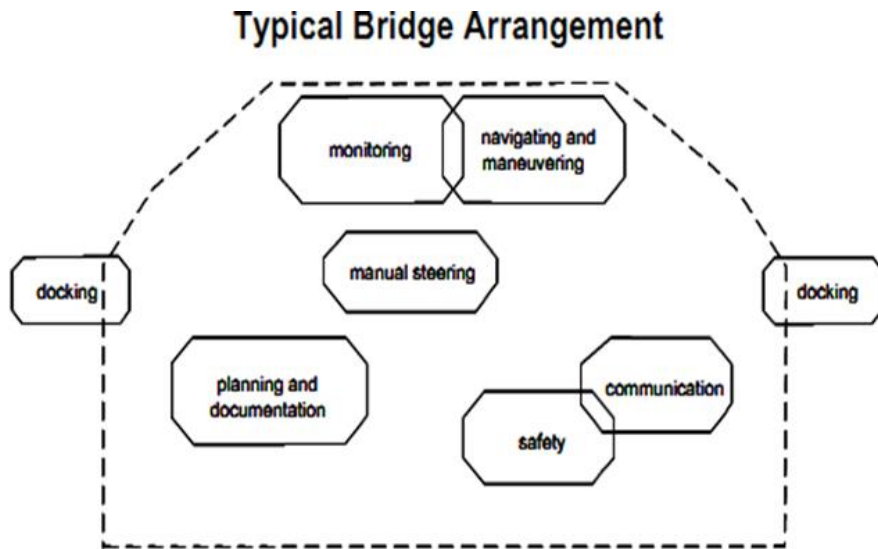 Typical Bridge Arrangement
monitoring
navigating and
maneuvering
manual steering
docking
docking
planning and
documentation
communication
safety